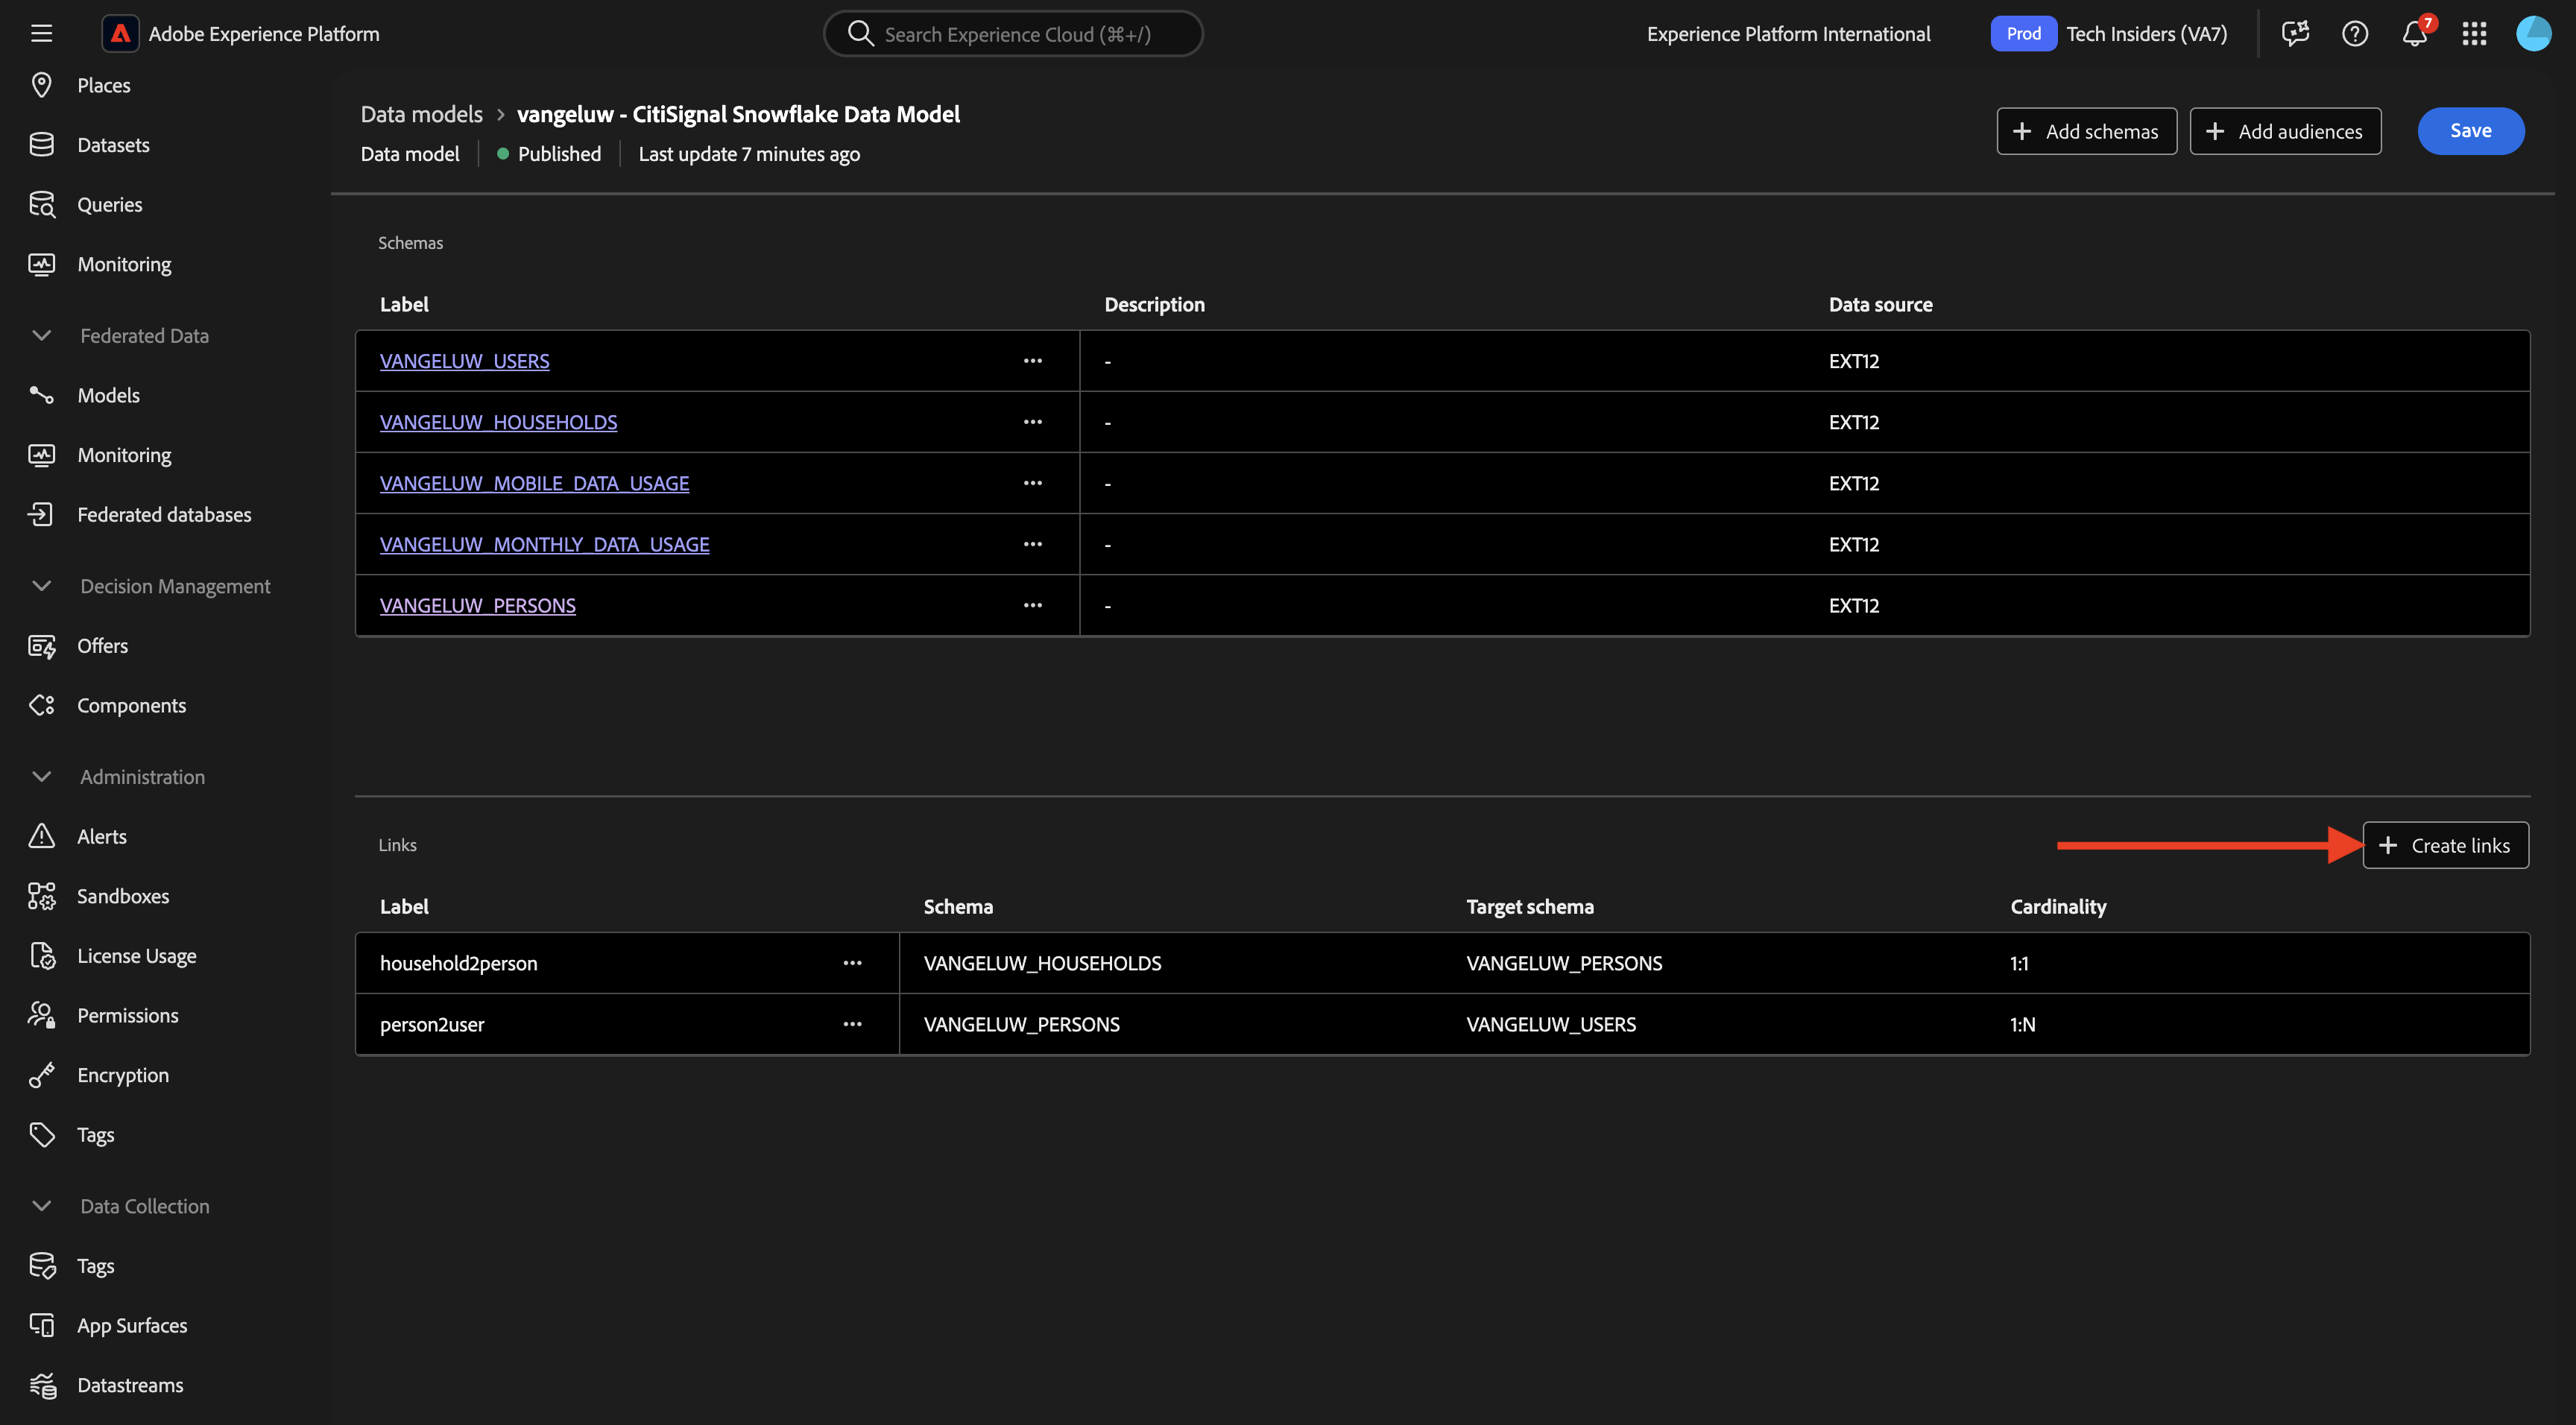 Adobe Experience Platform
Search Experience Cloud (⌘+/)
Experience Platform International
Prod
Tech Insiders (VA7)
7
Places
Datasets
Queries
Monitoring
Federated Data
Models
Monitoring
Federated databases
Decision Management
Offers
Components
Administration
Alerts
Sandboxes
License Usage
Permissions
Encryption
Tags
Data Collection
Tags
App Surfaces
Datastreams
Data models > vangeluw - CitiSignal Snowflake Data Model
Data model Published Last update 7 minutes ago
+ Add schemas
+ Add audiences
Save
Schemas
Label Description Data source
VANGELUW_USERS ··· - EXT12
VANGELUW_HOUSEHOLDS ··· - EXT12
VANGELUW_MOBILE_DATA_USAGE ··· - EXT12
VANGELUW_MONTHLY_DATA_USAGE ··· - EXT12
VANGELUW_PERSONS ··· - EXT12
Links
+ Create links
Label Schema Target schema Cardinality
household2person ··· VANGELUW_HOUSEHOLDS VANGELUW_PERSONS 1:1
person2user ··· VANGELUW_PERSONS VANGELUW_USERS 1:N